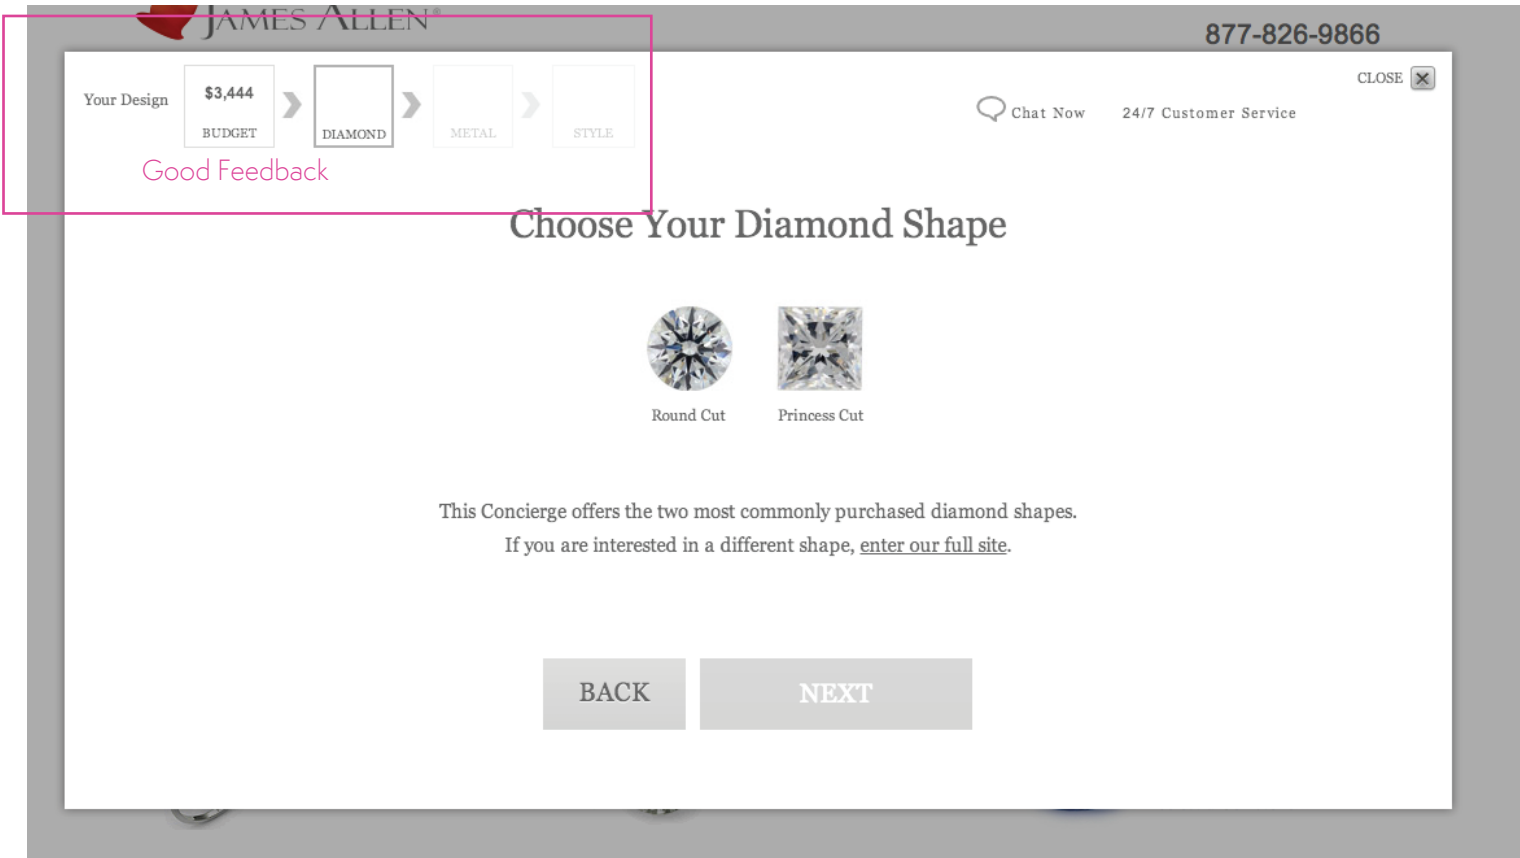 JAMES ALLEN®
877-826-9866
CLOSE
Your Design
$3,444
BUDGET
DIAMOND
METAL
STYLE
Chat Now
24/7 Customer Service
Good Feedback
Choose Your Diamond Shape
Round Cut
Princess Cut
This Concierge offers the two most commonly purchased diamond shapes.
If you are interested in a different shape, enter our full site.
BACK
NEXT